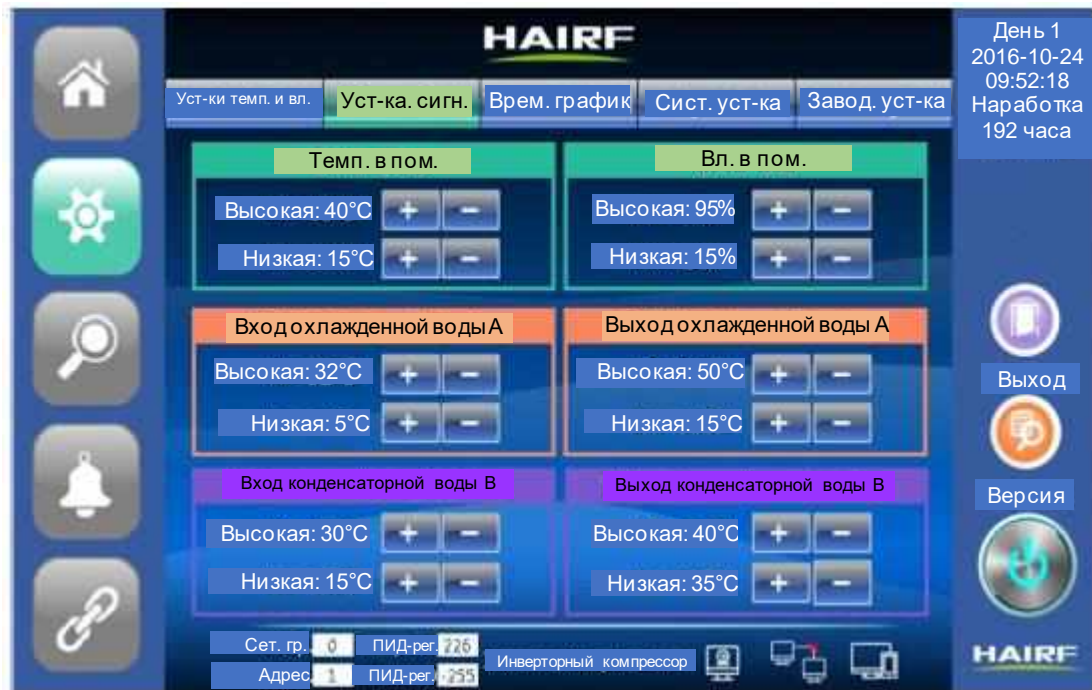 HAIRF
День 1
2016-10-24
09:52:18
Наработка
192 часа
Уст-ки темп. и вл.
Уст-ка. сигн.
Врем. график
Сист. уст-ка
Завод. уст-ка
Темп. в пом.
Высокая: 40°C
+ −
Низкая: 15°C
+ −
Вл. в пом.
Высокая: 95%
+ −
Низкая: 15%
+ −
Вход охлажденной воды А
Высокая: 32°C
+ −
Низкая: 5°C
+ −
Выход охлажденной воды А
Высокая: 50°C
+ −
Низкая: 15°C
+ −
Вход конденсаторной воды В
Высокая: 30°C
+ −
Низкая: 15°C
+ −
Выход конденсаторной воды В
Высокая: 40°C
+ −
Низкая: 35°C
+ −
Выход
Версия
Сет. гр. 0 ПИД-рег. 226
Адрес 1 ПИД-рег. -255
Инверторный компрессор
HAIRF